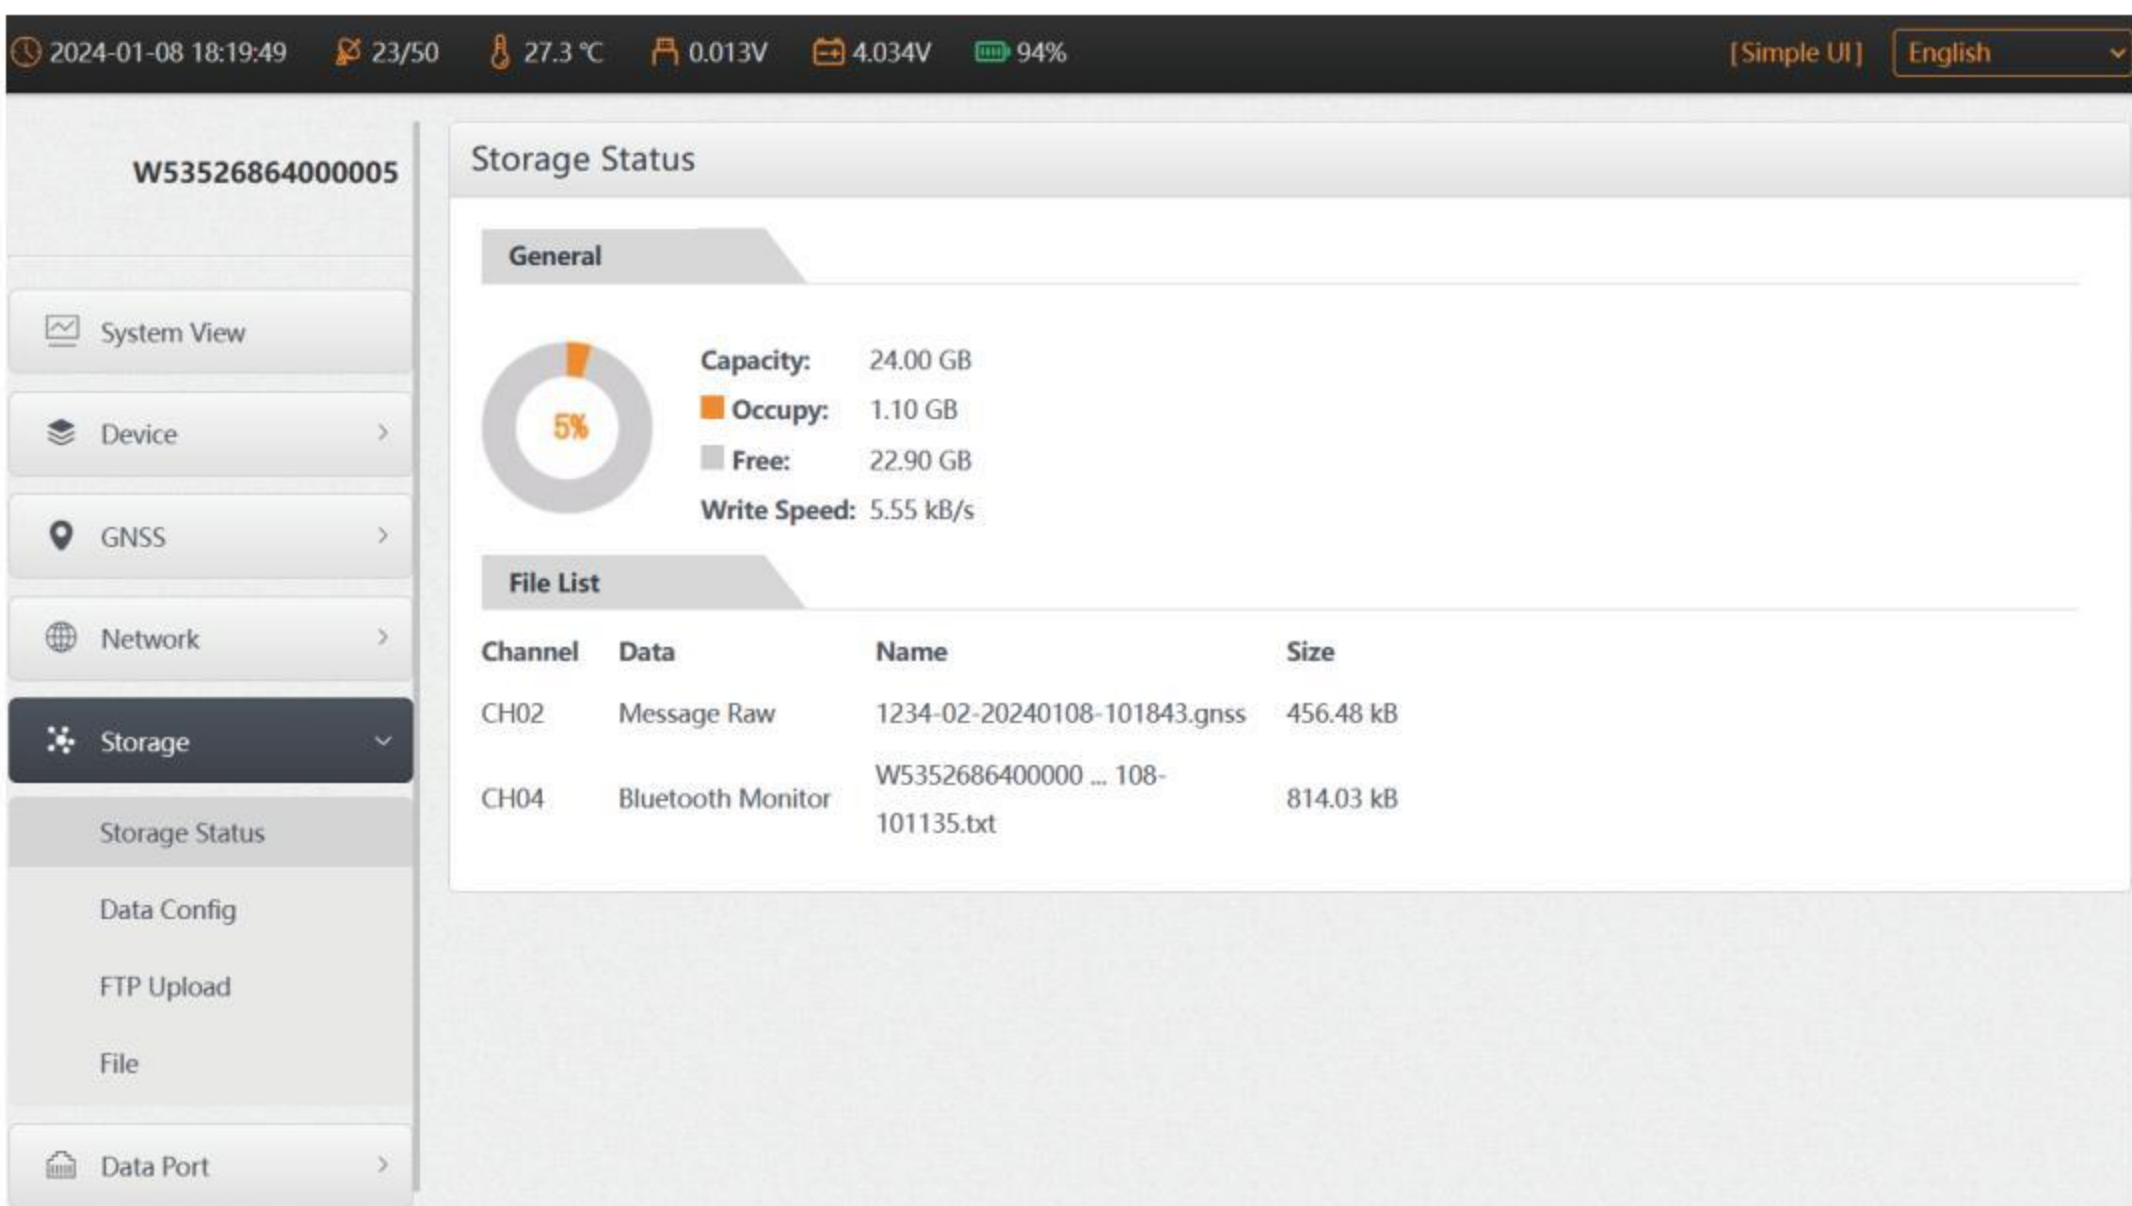 2024-01-08 18:19:49 23/50 27.3 ℃ 0.013V 4.034V 94% [Simple UI] English
W53526864000005
System View
Device
GNSS
Network
Storage
Storage Status
Data Config
FTP Upload
File
Data Port
Storage Status
General
5%
Capacity: 24.00 GB
Occupy: 1.10 GB
Free: 22.90 GB
Write Speed: 5.55 kB/s
File List
Channel Data Name Size
CH02 Message Raw 1234-02-20240108-101843.gnss 456.48 kB
CH04 Bluetooth Monitor W5352686400000 ... 108-
101135.txt 814.03 kB